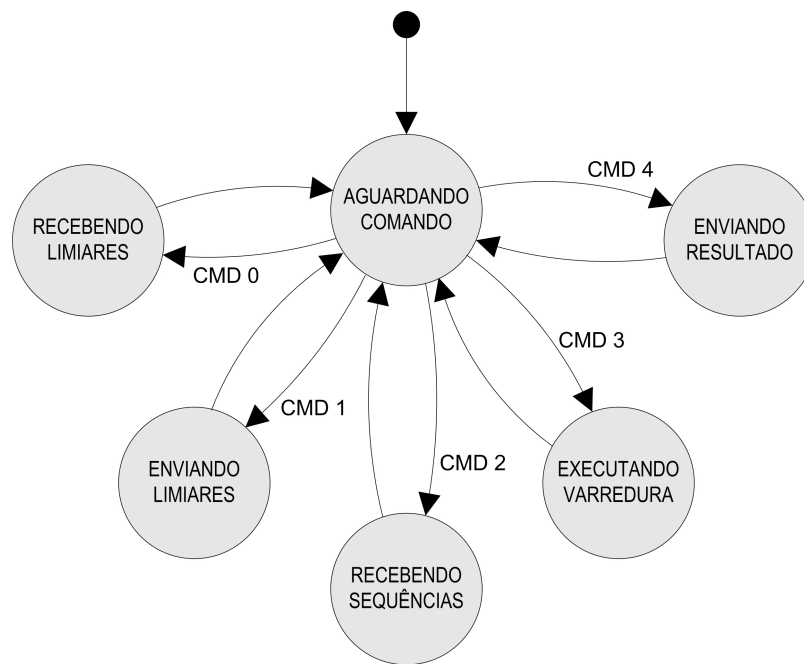 AGUARDANDO
COMANDO
CMD 4
RECEBENDO
LIMIARES
ENVIANDO
RESULTADO
CMD 0
CMD 3
CMD 1
CMD 2
ENVIANDO
LIMIARES
EXECUTANDO
VARREDURA
RECEBENDO
SEQUÊNCIAS